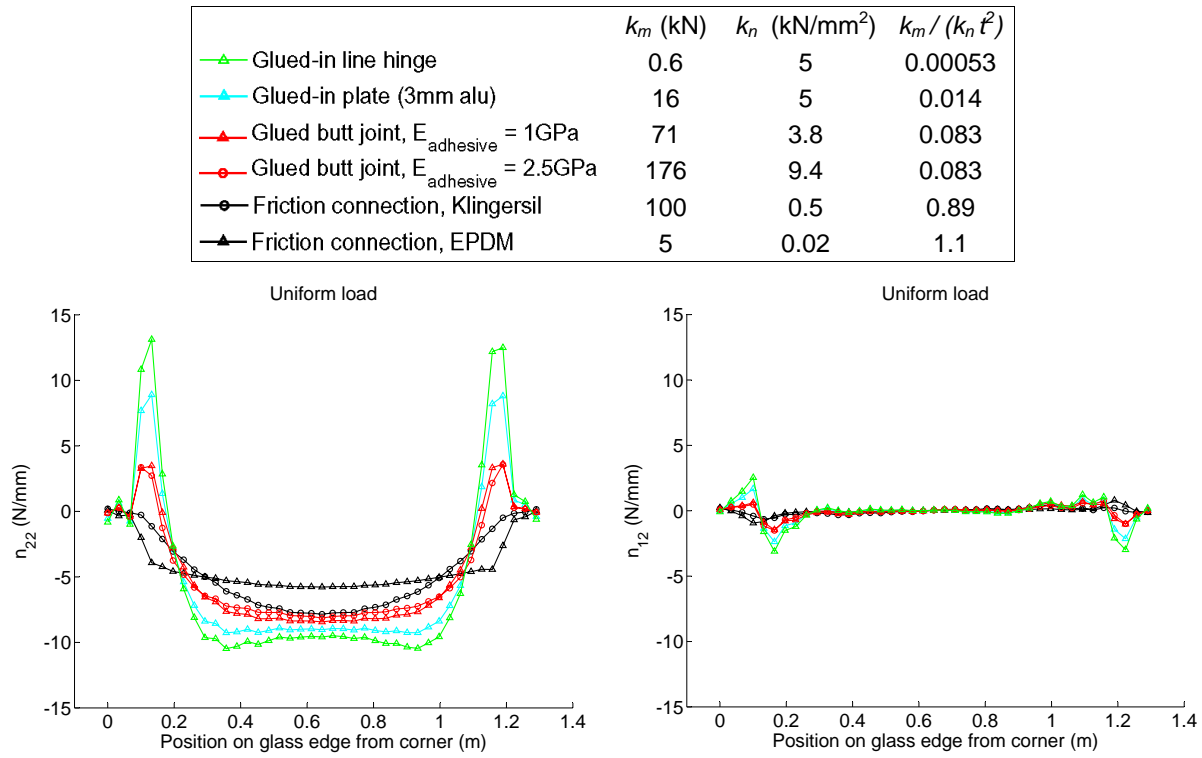 k_m (kN) k_n (kN/mm²) k_m / (k_n t²)
Glued-in line hinge 0.6 5 0.00053
Glued-in plate (3mm alu) 16 5 0.014
Glued butt joint, E_adhesive = 1GPa 71 3.8 0.083
Glued butt joint, E_adhesive = 2.5GPa 176 9.4 0.083
Friction connection, Klingersil 100 0.5 0.89
Friction connection, EPDM 5 0.02 1.1
Uniform load
15
10
5
0
-5
-10
-15
n_22 (N/mm)
0 0.2 0.4 0.6 0.8 1 1.2 1.4
Position on glass edge from corner (m)
Uniform load
15
10
5
0
-5
-10
-15
n_12 (N/mm)
0 0.2 0.4 0.6 0.8 1 1.2 1.4
Position on glass edge from corner (m)